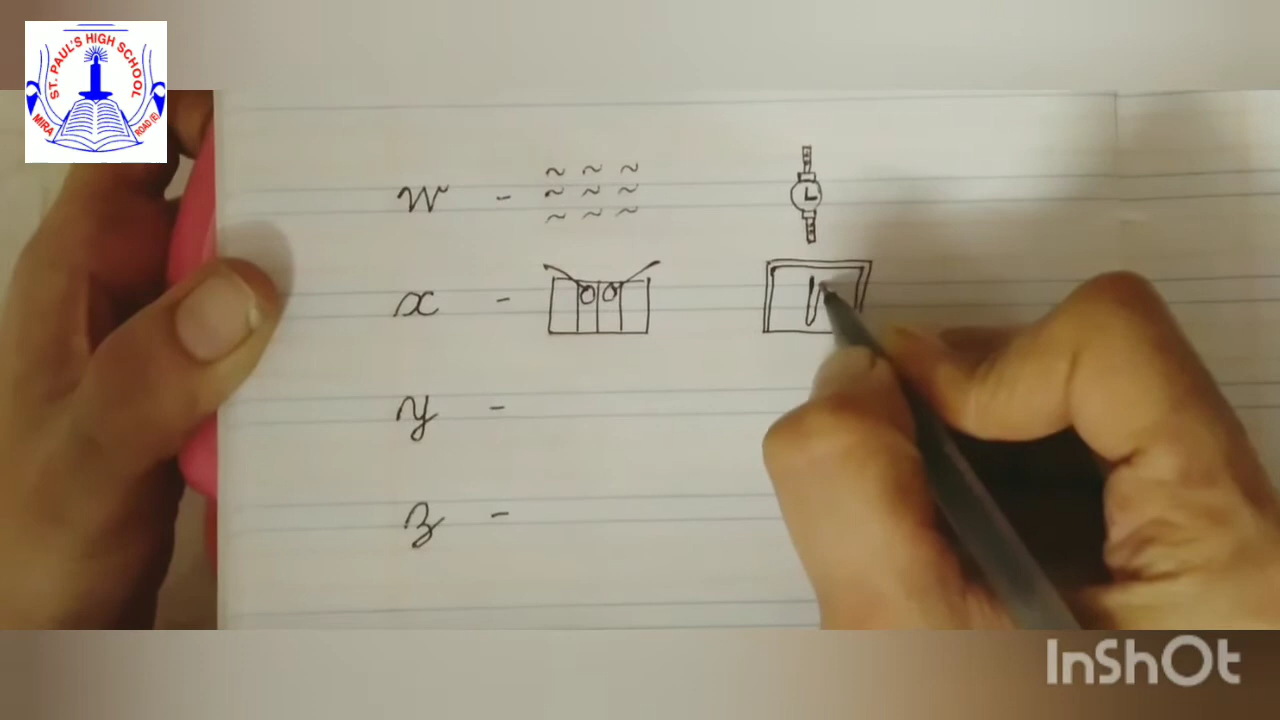 ST. PAUL'S HIGH SCHOOL
MIRA ROAD (E)
w -
x -
y -
z -
InShOt